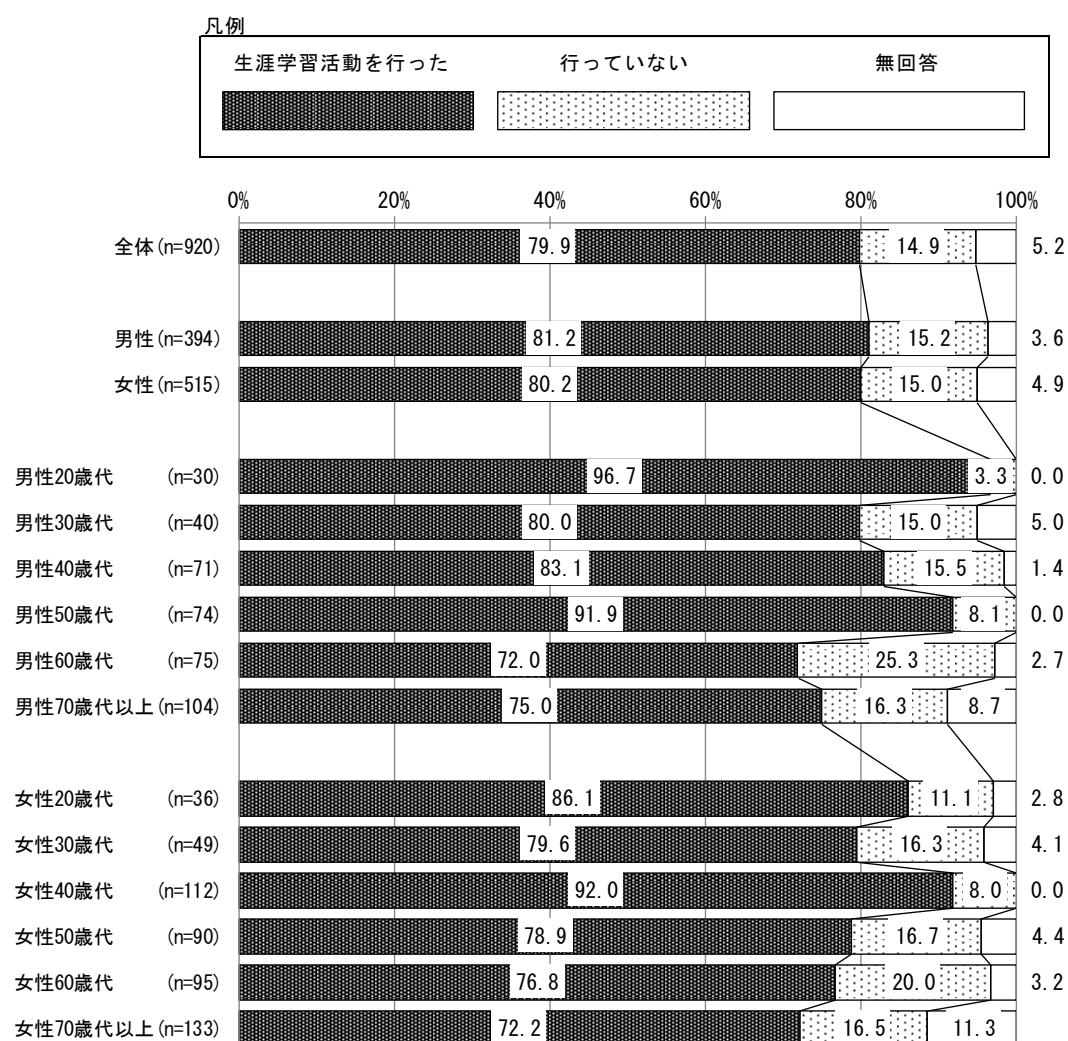 凡例
生涯学習活動を行った 行っていない 無回答
0% 20% 40% 60% 80% 100%
全体(n=920) 79.9 14.9 5.2
男性(n=394) 81.2 15.2 3.6
女性(n=515) 80.2 15.0 4.9
男性20歳代 (n=30) 96.7 3.3 0.0
男性30歳代 (n=40) 80.0 15.0 5.0
男性40歳代 (n=71) 83.1 15.5 1.4
男性50歳代 (n=74) 91.9 8.1 0.0
男性60歳代 (n=75) 72.0 25.3 2.7
男性70歳代以上(n=104) 75.0 16.3 8.7
女性20歳代 (n=36) 86.1 11.1 2.8
女性30歳代 (n=49) 79.6 16.3 4.1
女性40歳代 (n=112) 92.0 8.0 0.0
女性50歳代 (n=90) 78.9 16.7 4.4
女性60歳代 (n=95) 76.8 20.0 3.2
女性70歳代以上(n=133) 72.2 16.5 11.3